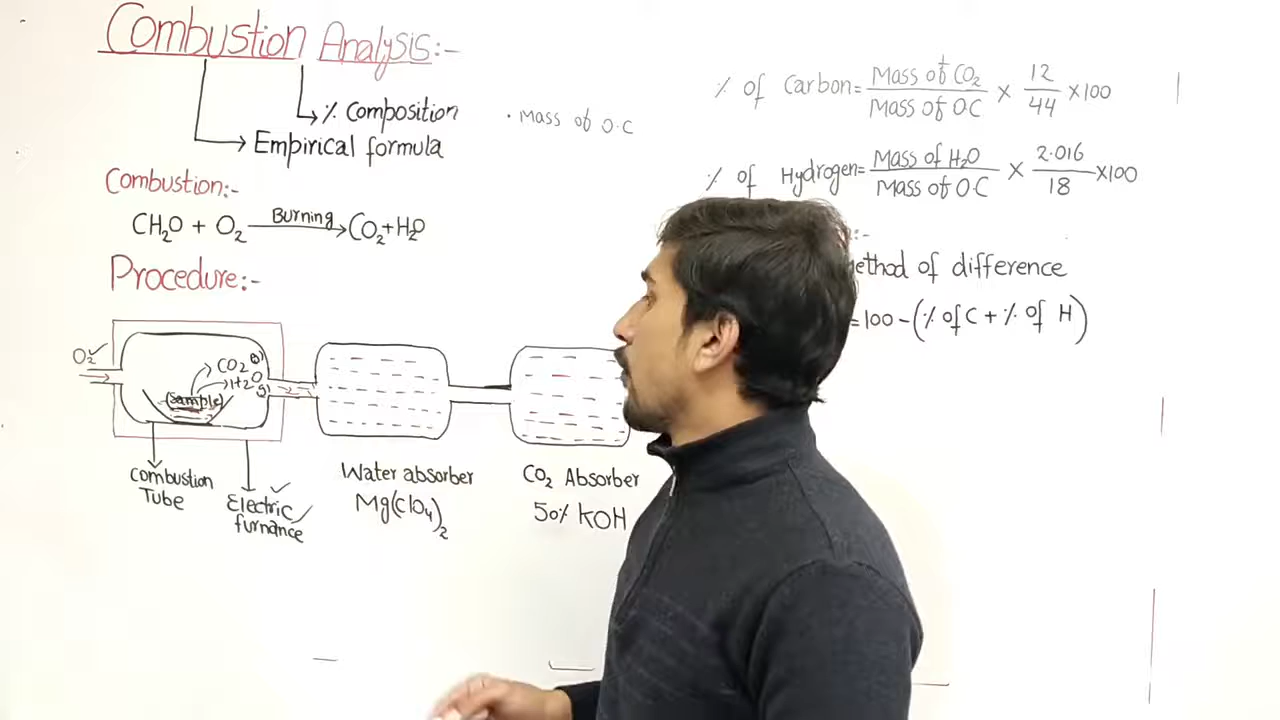 Combustion Analysis:-
% Composition
Empirical formula
• Mass of O.C
Combustion:-
CH₂O + O₂ Burning CO₂+H₂O
Procedure:-
O₂
CO₂(g)
H₂O
(g)
Sample
Combustion
Tube
Electric
furnance
Water absorber
Mg(ClO₄)₂
CO₂ Absorber
50% KOH
% of Carbon= Mass of CO₂ / Mass of O.C × 12/44 ×100
% of Hydrogen= Mass of H₂O / Mass of O.C × 2.016/18 ×100
:-
method of difference
=100-(% of C + % of H)